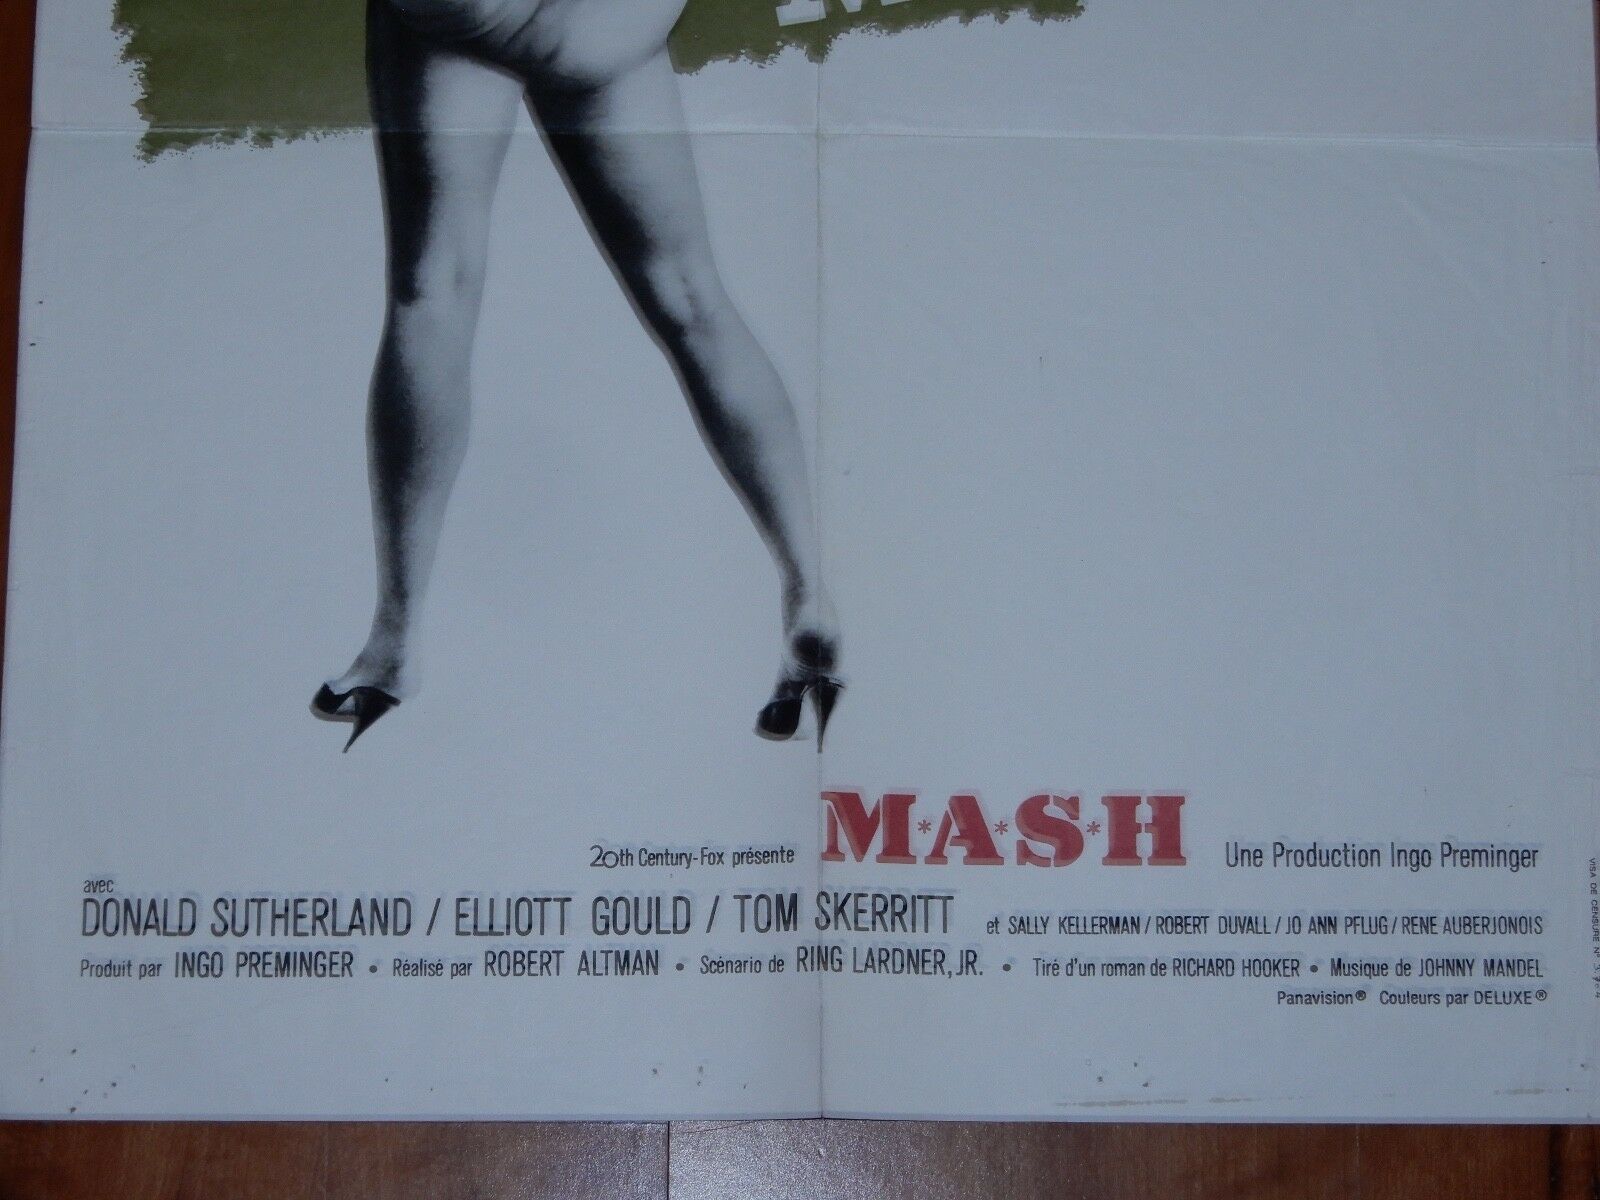 20th Century-Fox présente M*A*S*H Une Production Ingo Preminger
avec
DONALD SUTHERLAND / ELLIOTT GOULD / TOM SKERRITT et SALLY KELLERMAN / ROBERT DUVALL / JO ANN PFLUG / RENE AUBERJONOIS
Produit par INGO PREMINGER • Réalisé par ROBERT ALTMAN • Scénario de RING LARDNER, JR. • Tiré d'un roman de RICHARD HOOKER • Musique de JOHNNY MANDEL
Panavision® Couleurs par DELUXE®
VISA DE CENSURE N°